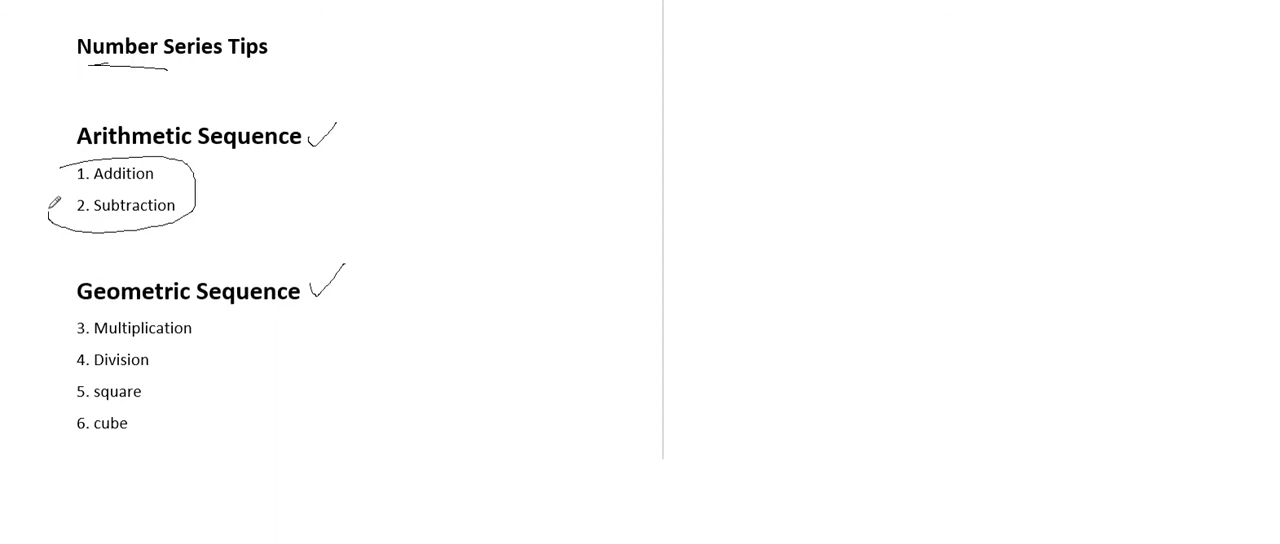 Number Series Tips
Arithmetic Sequence
1. Addition
2. Subtraction
Geometric Sequence
3. Multiplication
4. Division
5. square
6. cube